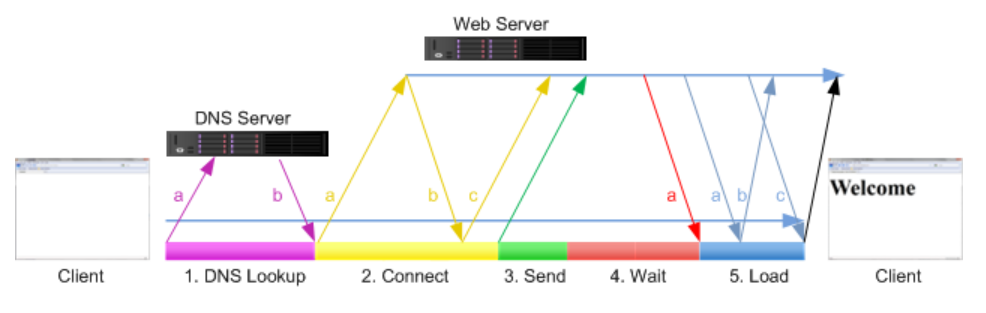 Web Server
DNS Server
a
b
a
b
c
a
a
b
c
Welcome
Client
1. DNS Lookup
2. Connect
3. Send
4. Wait
5. Load
Client